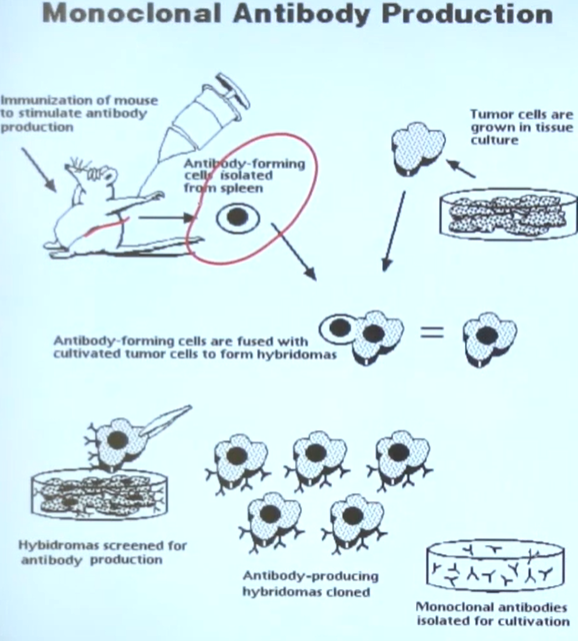 Monoclonal Antibody Production
Immunization of mouse
to stimulate antibody
production
Antibody-forming
cells isolated
from spleen
Tumor cells are
grown in tissue
culture
Antibody-forming cells are fused with
cultivated tumor cells to form hybridomas
=
Hybidromas screened for
antibody production
Antibody-producing
hybridomas cloned
Monoclonal antibodies
isolated for cultivation